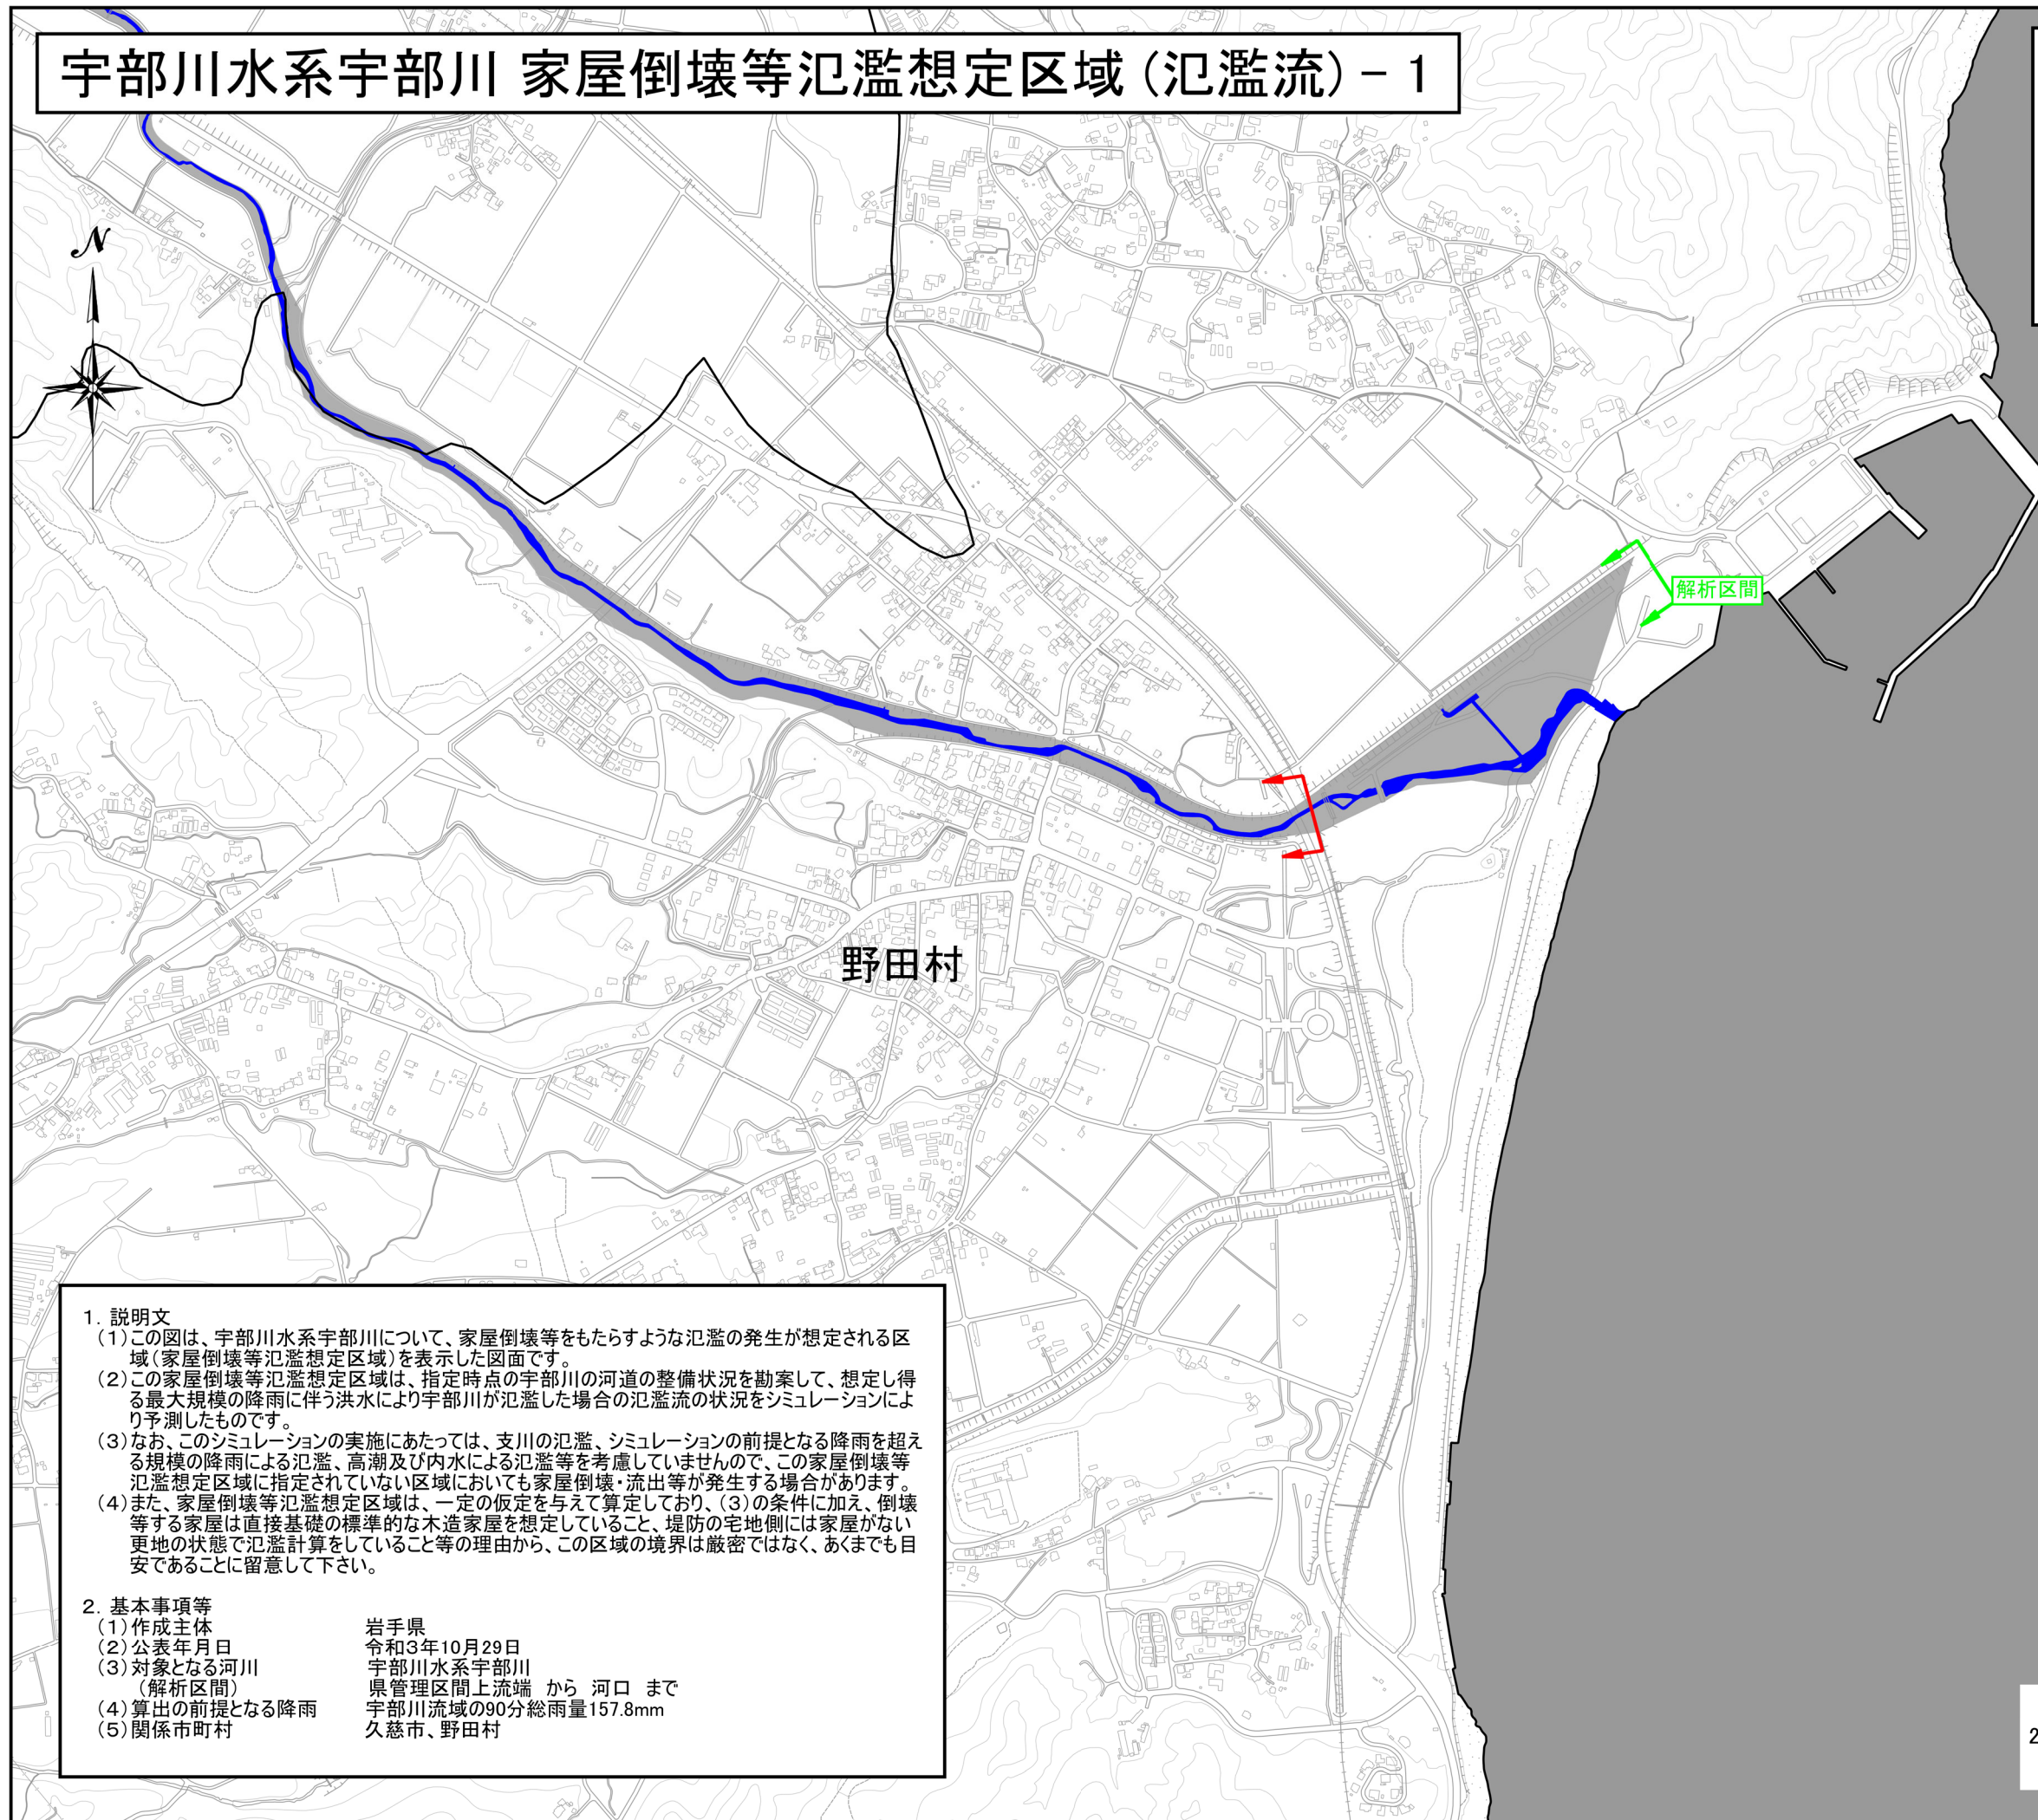 宇部川水系宇部川 家屋倒壊等氾濫想定区域（氾濫流）－１
N
解析区間
野田村
１．説明文
（１）この図は、宇部川水系宇部川について、家屋倒壊等をもたらすような氾濫の発生が想定される区
域（家屋倒壊等氾濫想定区域）を表示した図面です。
（２）この家屋倒壊等氾濫想定区域は、指定時点の宇部川の河道の整備状況を勘案して、想定し得
る最大規模の降雨に伴う洪水により宇部川が氾濫した場合の氾濫流の状況をシミュレーションによ
り予測したものです。
（３）なお、このシミュレーションの実施にあたっては、支川の氾濫、シミュレーションの前提となる降雨を超え
る規模の降雨による氾濫、高潮及び内水による氾濫等を考慮していませんので、この家屋倒壊等
氾濫想定区域に指定されていない区域においても家屋倒壊・流出等が発生する場合があります。
（４）また、家屋倒壊等氾濫想定区域は、一定の仮定を与えて算定しており、（３）の条件に加え、倒壊
等する家屋は直接基礎の標準的な木造家屋を想定していること、堤防の宅地側には家屋がない
更地の状態で氾濫計算をしていること等の理由から、この区域の境界は厳密ではなく、あくまでも目
安であることに留意して下さい。
２．基本事項等
（１）作成主体 岩手県
（２）公表年月日 令和3年10月29日
（３）対象となる河川 宇部川水系宇部川
（解析区間） 県管理区間上流端 から 河口 まで
（４）算出の前提となる降雨 宇部川流域の90分総雨量157.8mm
（５）関係市町村 久慈市、野田村
2